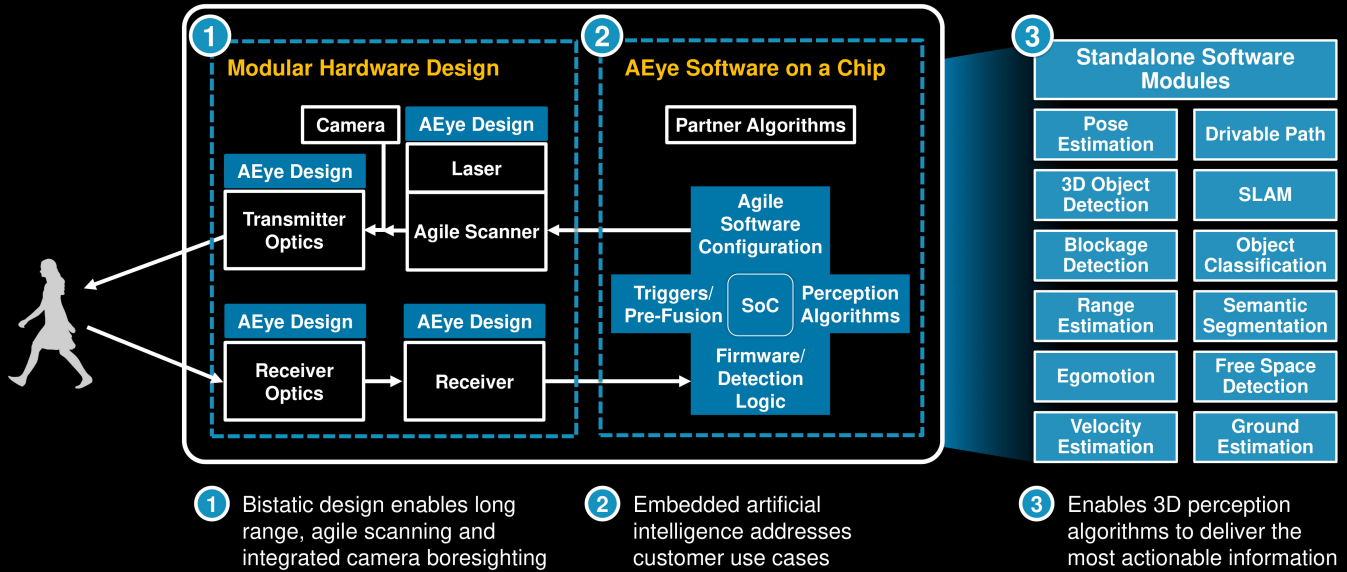 1
Modular Hardware Design
Camera
AEye Design
Laser
Agile Scanner
AEye Design
Transmitter
Optics
AEye Design
Receiver
Optics
AEye Design
Receiver
2
AEye Software on a Chip
Partner Algorithms
Agile
Software
Configuration
Triggers/
Pre-Fusion
SoC
Perception
Algorithms
Firmware/
Detection
Logic
3
Standalone Software
Modules
Pose
Estimation
Drivable Path
3D Object
Detection
SLAM
Blockage
Detection
Object
Classification
Range
Estimation
Semantic
Segmentation
Egomotion
Free Space
Detection
Velocity
Estimation
Ground
Estimation
1
Bistatic design enables long
range, agile scanning and
integrated camera boresighting
2
Embedded artificial
intelligence addresses
customer use cases
3
Enables 3D perception
algorithms to deliver the
most actionable information